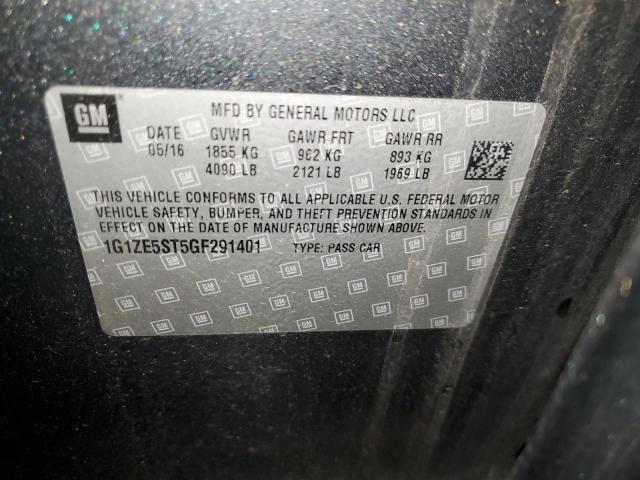 GM MFD BY GENERAL MOTORS LLC
DATE GVWR GAWR FRT GAWR RR
05/16 1855 KG 962 KG 893 KG
4090 LB 2121 LB 1969 LB
THIS VEHICLE CONFORMS TO ALL APPLICABLE U.S. FEDERAL MOTOR
VEHICLE SAFETY, BUMPER, AND THEFT PREVENTION STANDARDS IN
EFFECT ON THE DATE OF MANUFACTURE SHOWN ABOVE.
1G1ZE5ST5GF291401 TYPE: PASS CAR